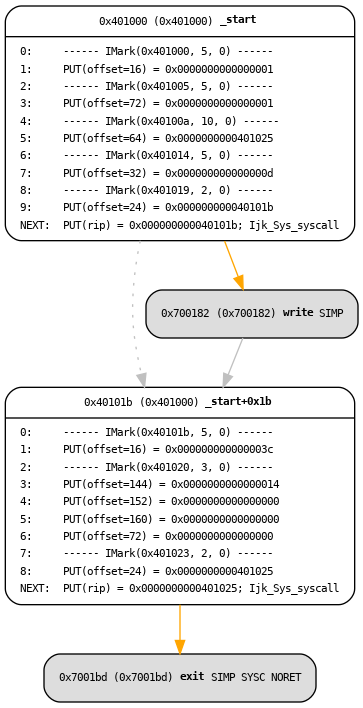 0x401000 (0x401000) _start
0: ------ IMark(0x401000, 5, 0) ------
1: PUT(offset=16) = 0x0000000000000001
2: ------ IMark(0x401005, 5, 0) ------
3: PUT(offset=72) = 0x0000000000000001
4: ------ IMark(0x40100a, 10, 0) ------
5: PUT(offset=64) = 0x0000000000401025
6: ------ IMark(0x401014, 5, 0) ------
7: PUT(offset=32) = 0x000000000000000d
8: ------ IMark(0x401019, 2, 0) ------
9: PUT(offset=24) = 0x000000000040101b
NEXT: PUT(rip) = 0x000000000040101b; Ijk_Sys_syscall
0x700182 (0x700182) write SIMP
0x40101b (0x401000) _start+0x1b
0: ------ IMark(0x40101b, 5, 0) ------
1: PUT(offset=16) = 0x000000000000003c
2: ------ IMark(0x401020, 3, 0) ------
3: PUT(offset=144) = 0x0000000000000014
4: PUT(offset=152) = 0x0000000000000000
5: PUT(offset=160) = 0x0000000000000000
6: PUT(offset=72) = 0x0000000000000000
7: ------ IMark(0x401023, 2, 0) ------
8: PUT(offset=24) = 0x0000000000401025
NEXT: PUT(rip) = 0x0000000000401025; Ijk_Sys_syscall
0x7001bd (0x7001bd) exit SIMP SYSC NORET